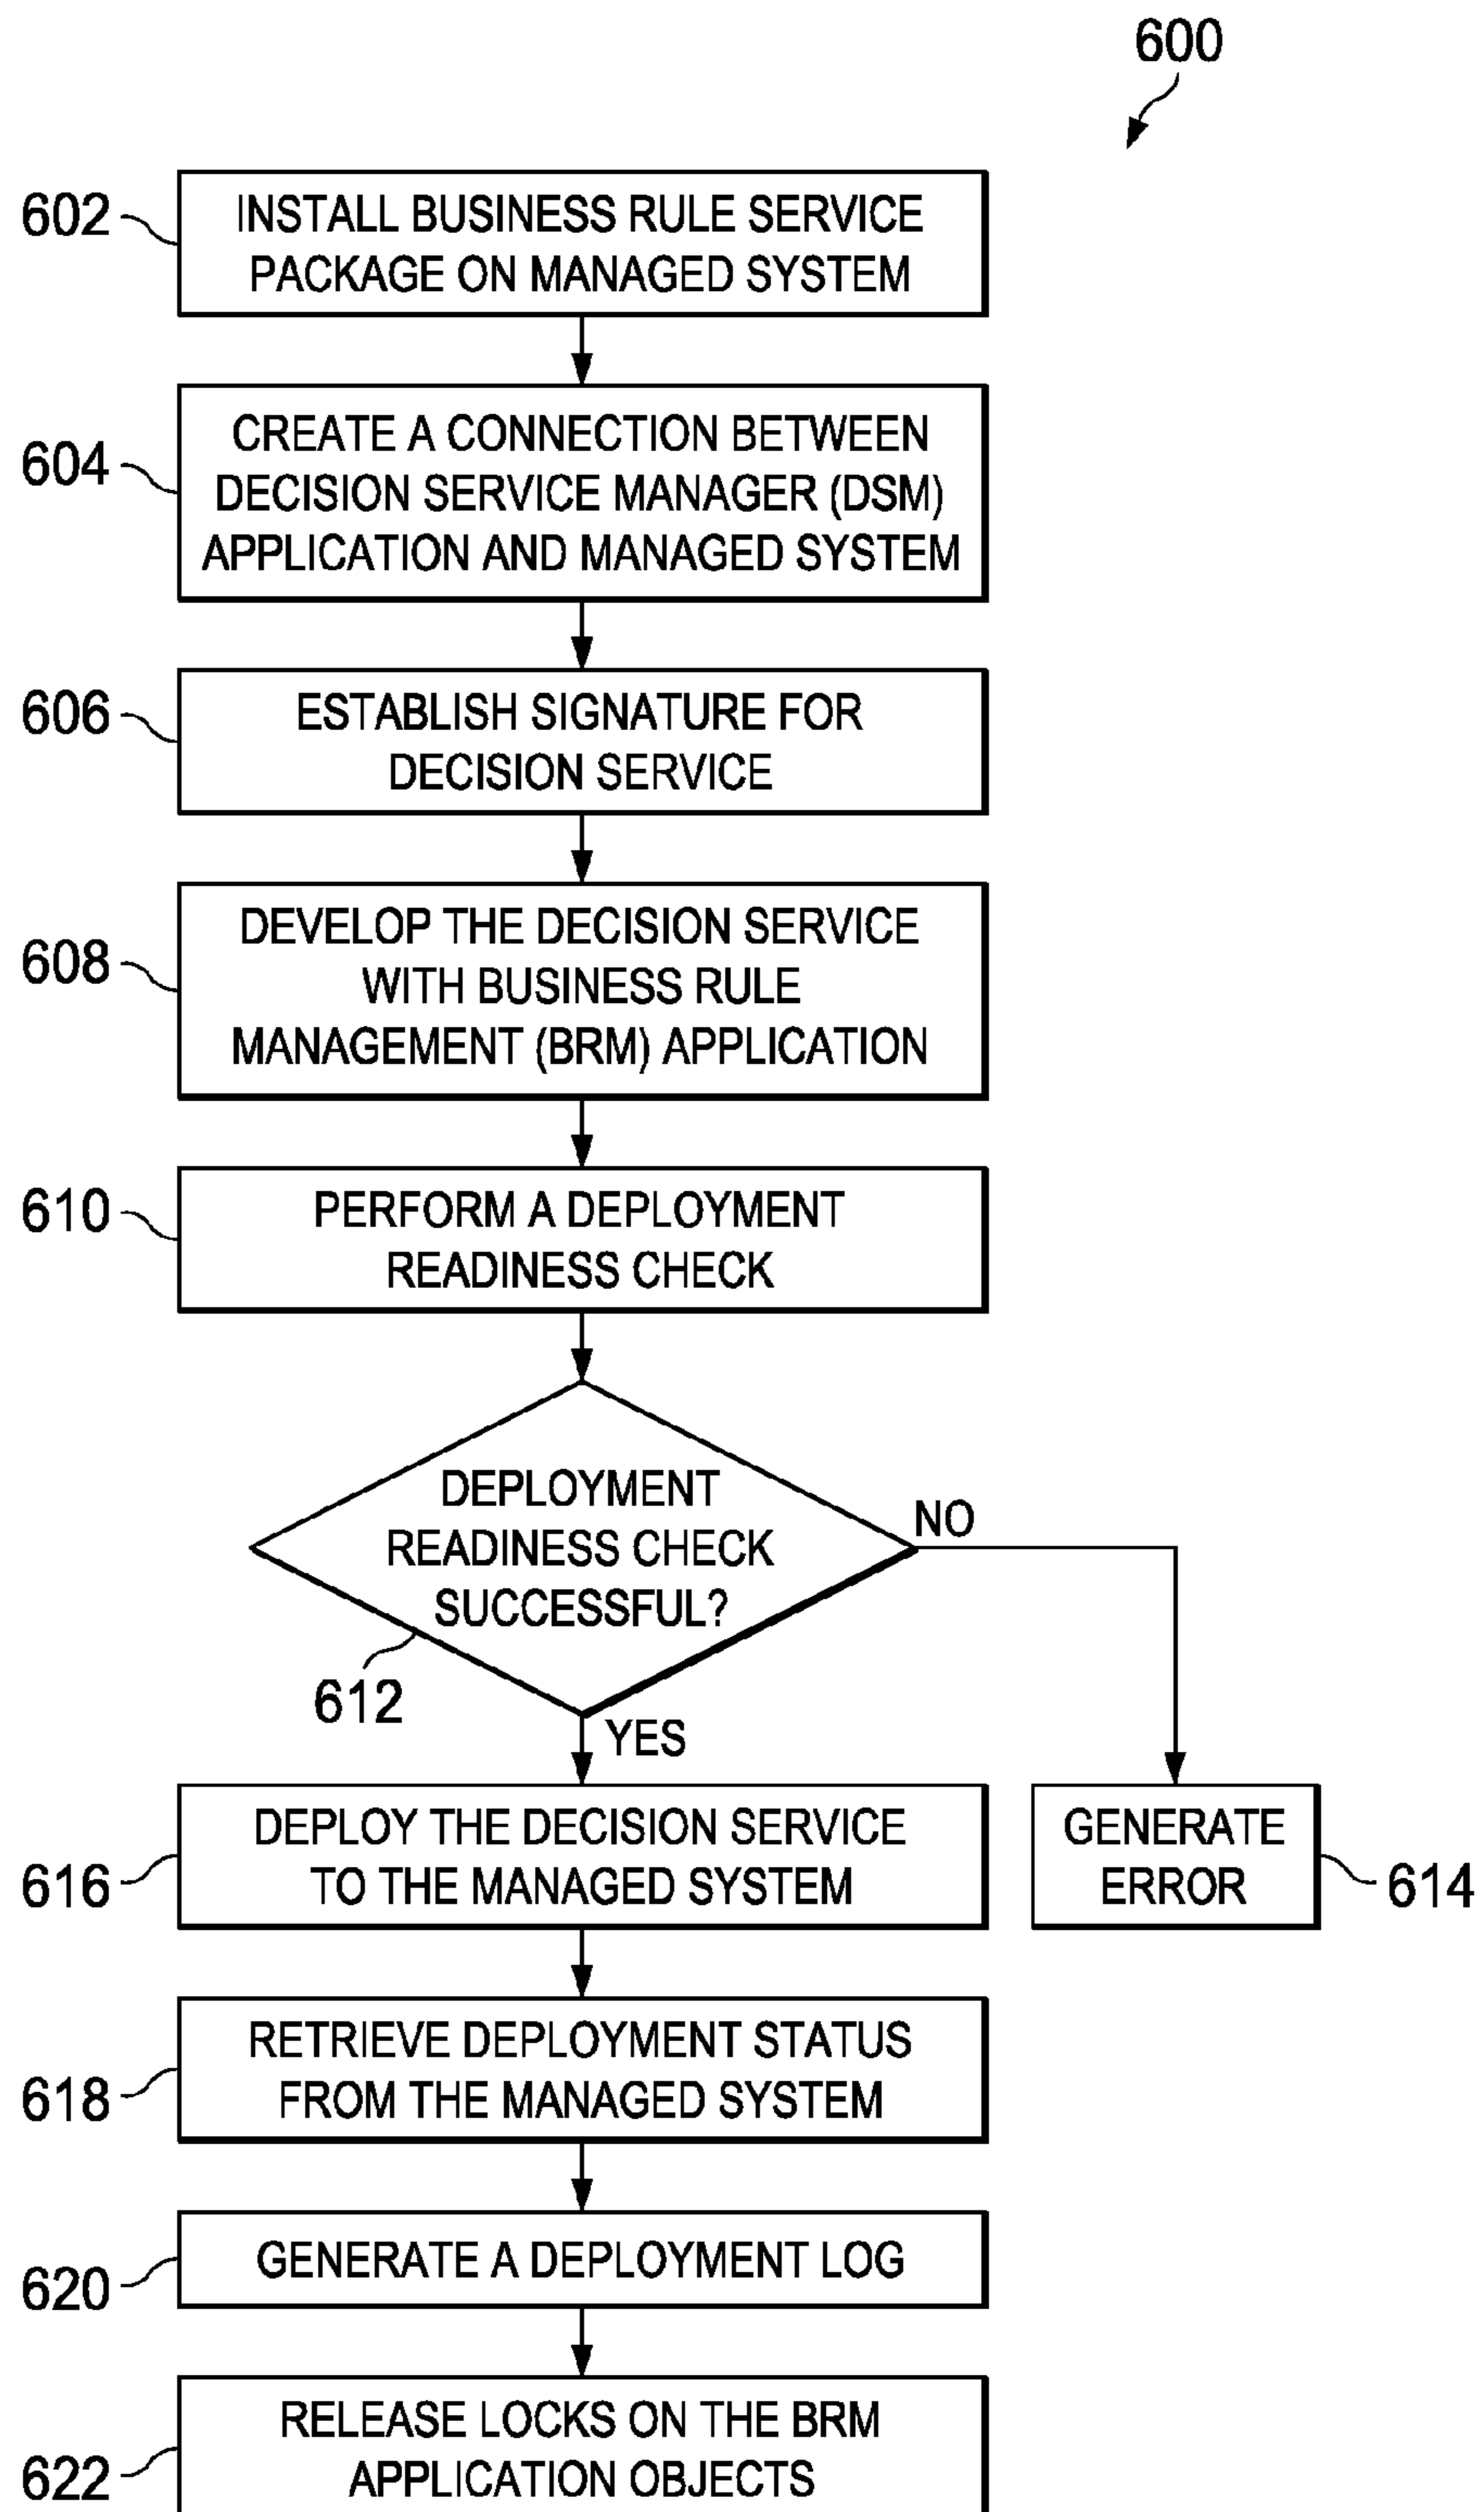 600
602
INSTALL BUSINESS RULE SERVICE
PACKAGE ON MANAGED SYSTEM
604
CREATE A CONNECTION BETWEEN
DECISION SERVICE MANAGER (DSM)
APPLICATION AND MANAGED SYSTEM
606
ESTABLISH SIGNATURE FOR
DECISION SERVICE
608
DEVELOP THE DECISION SERVICE
WITH BUSINESS RULE
MANAGEMENT (BRM) APPLICATION
610
PERFORM A DEPLOYMENT
READINESS CHECK
DEPLOYMENT
READINESS CHECK
SUCCESSFUL?
NO
612
YES
616
DEPLOY THE DECISION SERVICE
TO THE MANAGED SYSTEM
GENERATE
ERROR
614
618
RETRIEVE DEPLOYMENT STATUS
FROM THE MANAGED SYSTEM
620
GENERATE A DEPLOYMENT LOG
622
RELEASE LOCKS ON THE BRM
APPLICATION OBJECTS